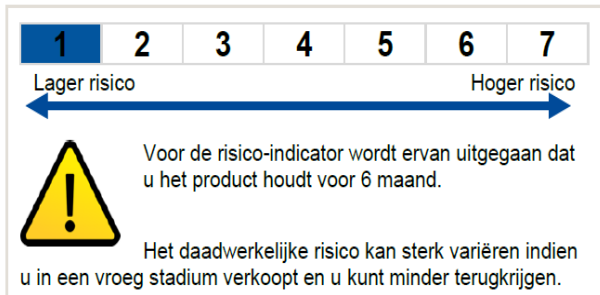 1 2 3 4 5 6 7
Lager risico Hoger risico
Voor de risico-indicator wordt ervan uitgegaan dat
u het product houdt voor 6 maand.
Het daadwerkelijke risico kan sterk variëren indien
u in een vroeg stadium verkoopt en u kunt minder terugkrijgen.